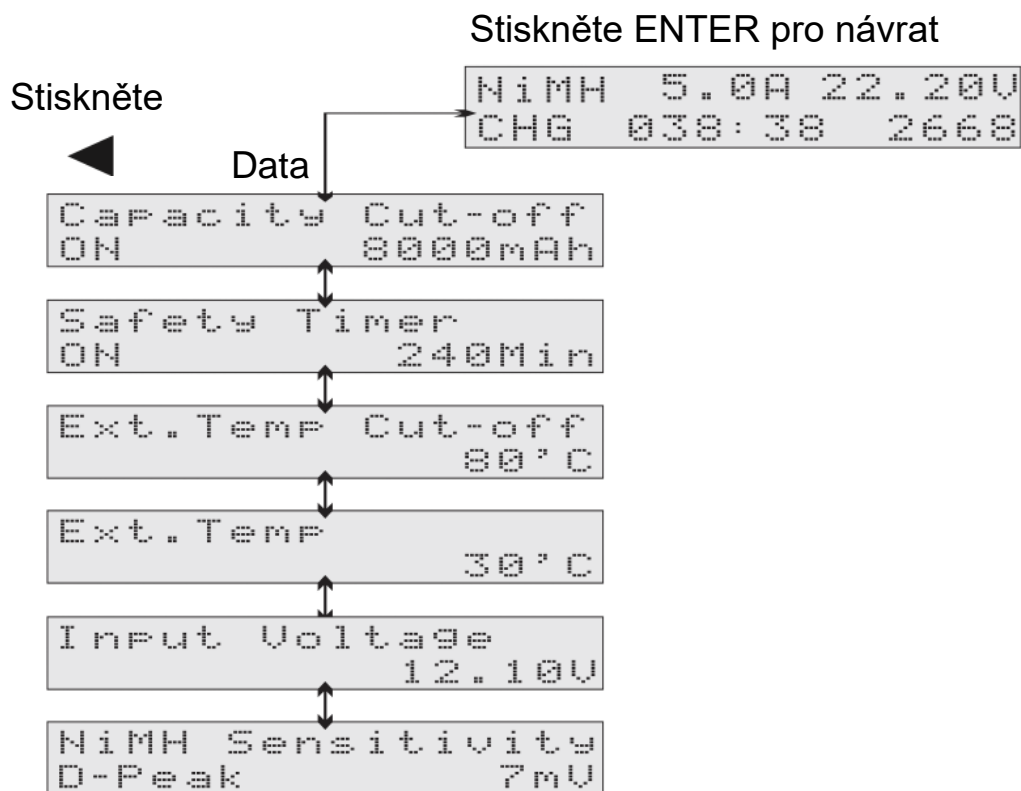 Stiskněte ENTER pro návrat
NiMH 5.0A 22.20V
CHG 038:38 2668
Stiskněte
Data
Capacity Cut-off
ON 8000mAh
Safety Timer
ON 240Min
Ext.Temp Cut-off
80'C
Ext.Temp
30'C
Input Voltage
12.10V
NiMH Sensitivity
D-Peak 7mV